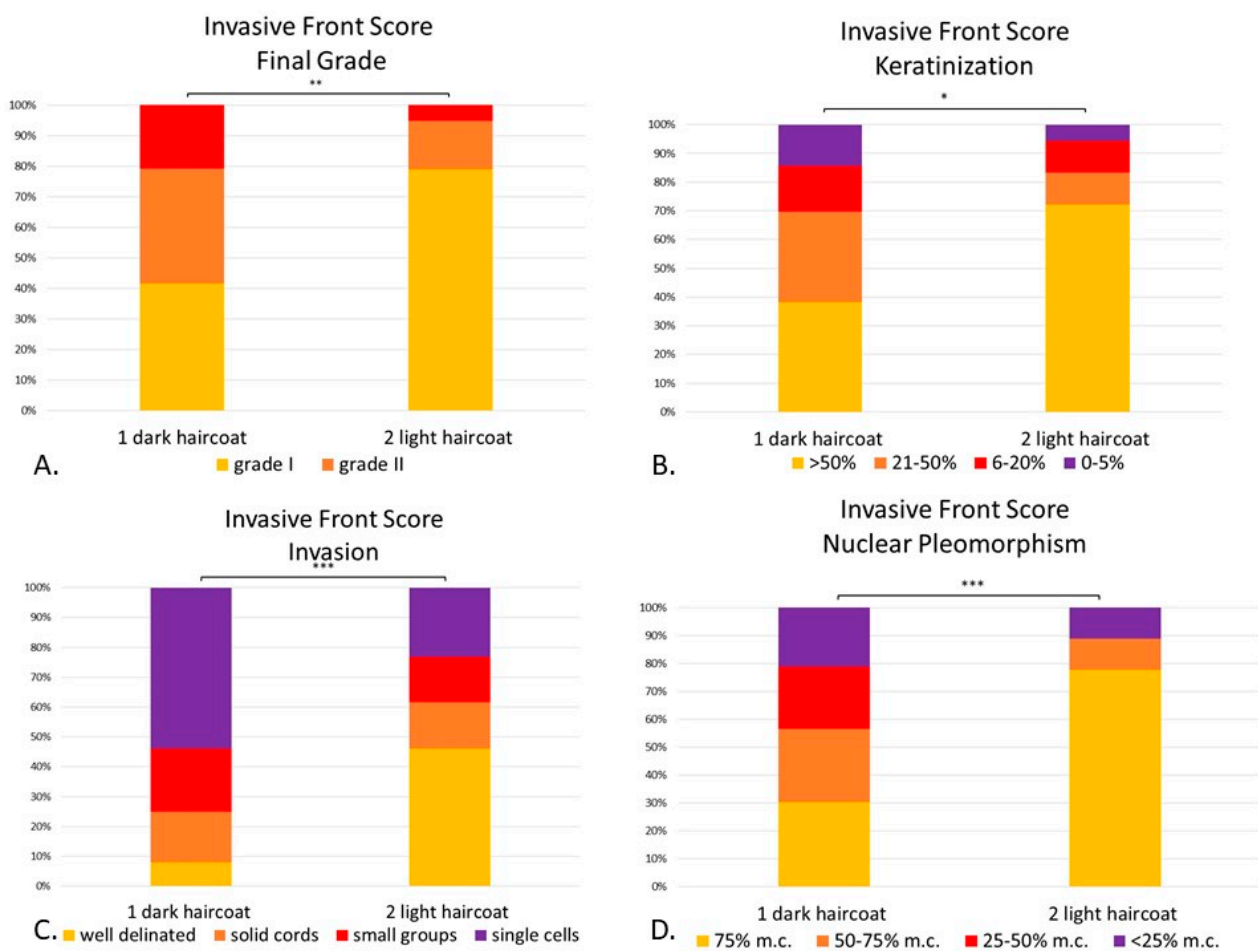 Invasive Front Score
Final Grade
**
100%
90%
80%
70%
60%
50%
40%
30%
20%
10%
0%
1 dark haircoat 2 light haircoat
grade I grade II
A.
Invasive Front Score
Keratinization
*
100%
90%
80%
70%
60%
50%
40%
30%
20%
10%
0%
1 dark haircoat 2 light haircoat
>50% 21-50% 6-20% 0-5%
B.
Invasive Front Score
Invasion
***
100%
90%
80%
70%
60%
50%
40%
30%
20%
10%
0%
1 dark haircoat 2 light haircoat
well delinated solid cords small groups single cells
C.
Invasive Front Score
Nuclear Pleomorphism
***
100%
90%
80%
70%
60%
50%
40%
30%
20%
10%
0%
1 dark haircoat 2 light haircoat
75% m.c. 50-75% m.c. 25-50% m.c. <25% m.c.
D.